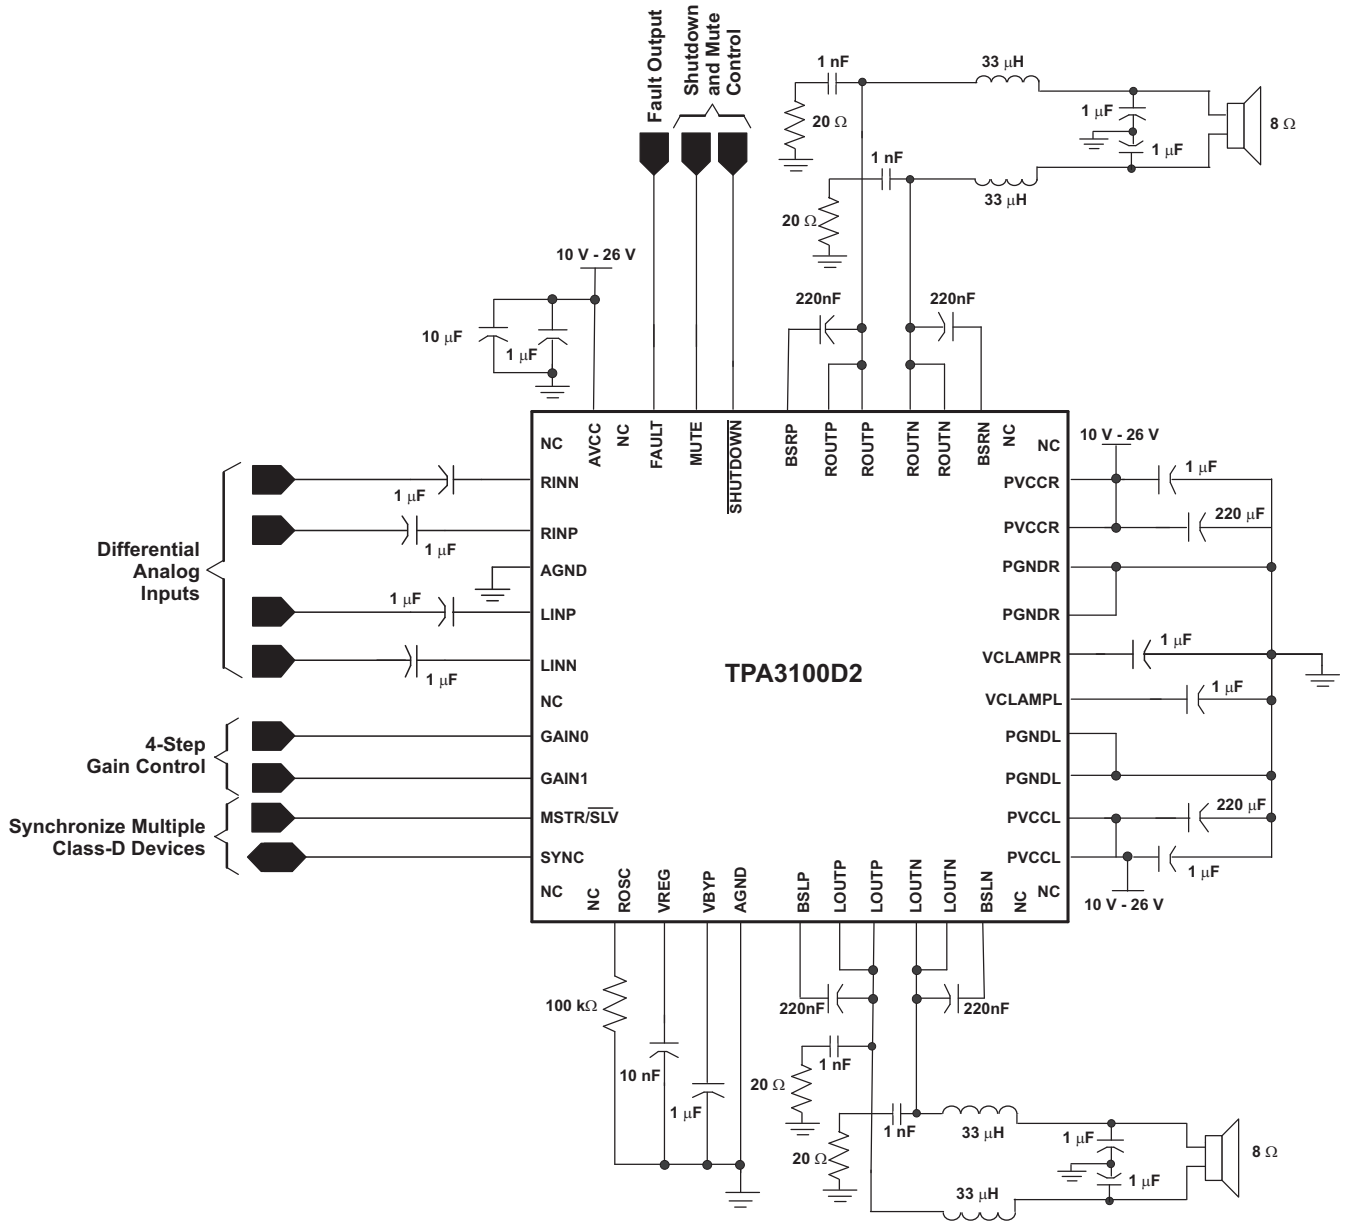 Fault Output
Shutdown
and Mute
Control
1 nF
33 μH
20 Ω
1 μF
8 Ω
1 μF
1 nF
33 μH
20 Ω
10 V - 26 V
220nF
220nF
10 μF
1 μF
NC
AVCC
NC
FAULT
MUTE
SHUTDOWN
BSRP
ROUTP
ROUTP
ROUTN
ROUTN
BSRN
NC
NC
10 V - 26 V
Differential
Analog
Inputs
1 μF
RINN
1 μF
RINP
AGND
1 μF
LINP
1 μF
LINN
NC
4-Step
Gain Control
GAIN0
GAIN1
Synchronize Multiple
Class-D Devices
MSTR/SLV
SYNC
NC
TPA3100D2
PVCCR
1 μF
PVCCR
220 μF
PGNDR
PGNDR
VCLAMPR
1 μF
VCLAMPL
1 μF
PGNDL
PGNDL
PVCCL
220 μF
PVCCL
1 μF
NC
10 V - 26 V
NC
ROSC
VREG
VBYP
AGND
BSLP
LOUTP
LOUTP
LOUTN
LOUTN
BSLN
NC
100 kΩ
220nF
220nF
10 nF
1 μF
1 nF
20 Ω
1 nF
33 μH
20 Ω
1 μF
8 Ω
1 μF
33 μH